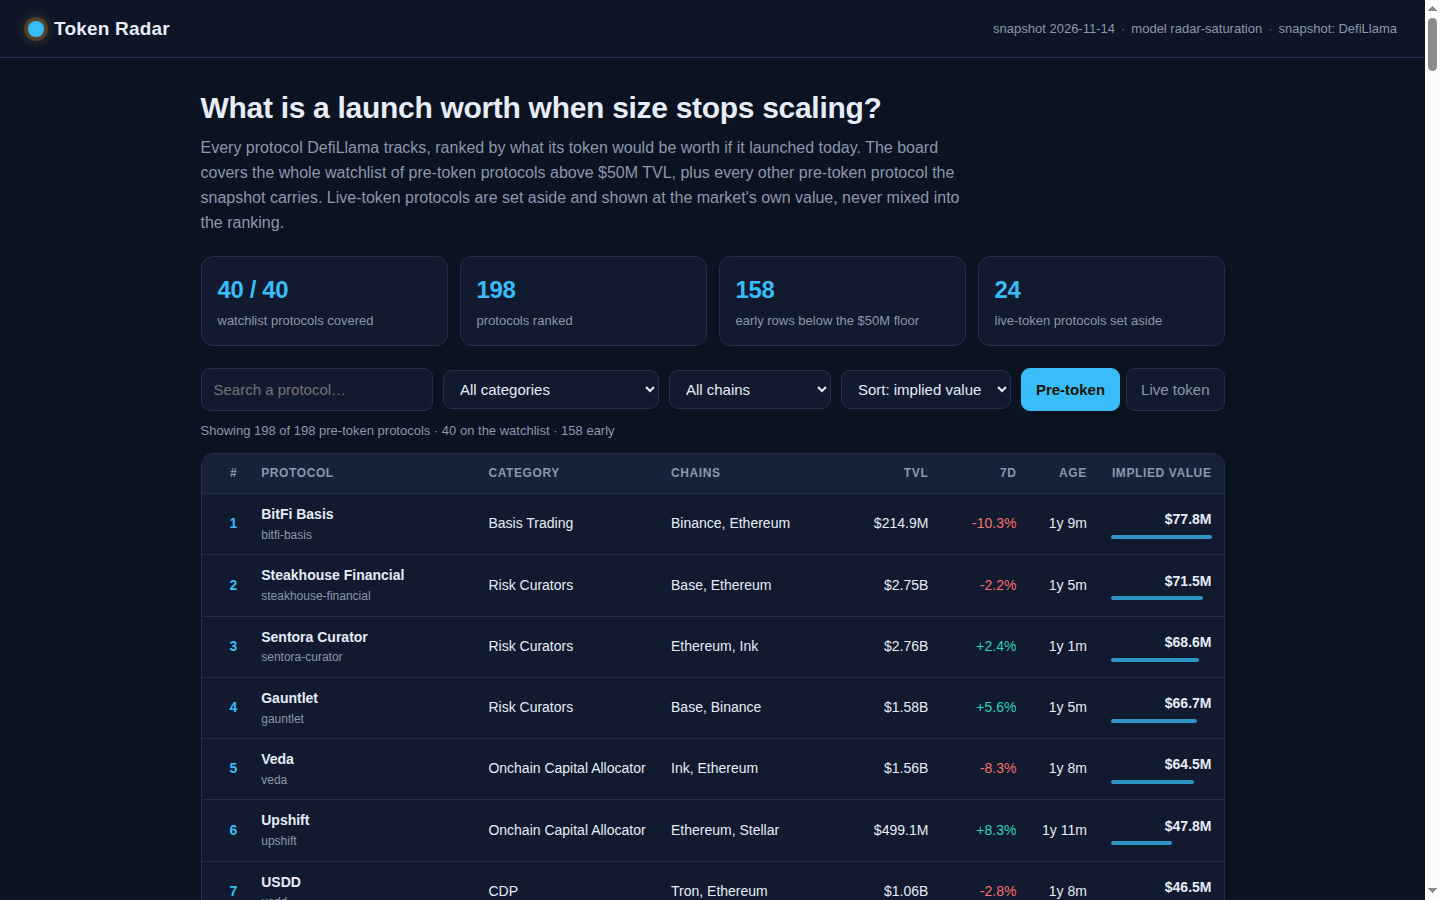 Token Radar
snapshot 2026-11-14 · model radar-saturation · snapshot: DefiLlama
What is a launch worth when size stops scaling?
Every protocol DefiLlama tracks, ranked by what its token would be worth if it launched today. The board
covers the whole watchlist of pre-token protocols above $50M TVL, plus every other pre-token protocol the
snapshot carries. Live-token protocols are set aside and shown at the market's own value, never mixed into
the ranking.
40 / 40
watchlist protocols covered
198
protocols ranked
158
early rows below the $50M floor
24
live-token protocols set aside
Search a protocol…
All categories
All chains
Sort: implied value
Pre-token
Live token
Showing 198 of 198 pre-token protocols · 40 on the watchlist · 158 early
# PROTOCOL CATEGORY CHAINS TVL 7D AGE IMPLIED VALUE
1 BitFi Basis Basis Trading Binance, Ethereum $214.9M -10.3% 1y 9m $77.8M
bitfi-basis
2 Steakhouse Financial Risk Curators Base, Ethereum $2.75B -2.2% 1y 5m $71.5M
steakhouse-financial
3 Sentora Curator Risk Curators Ethereum, Ink $2.76B +2.4% 1y 1m $68.6M
sentora-curator
4 Gauntlet Risk Curators Base, Binance $1.58B +5.6% 1y 5m $66.7M
gauntlet
5 Veda Onchain Capital Allocator Ink, Ethereum $1.56B -8.3% 1y 8m $64.5M
veda
6 Upshift Onchain Capital Allocator Ethereum, Stellar $499.1M +8.3% 1y 11m $47.8M
upshift
7 USDD CDP Tron, Ethereum $1.06B -2.8% 1y 8m $46.5M